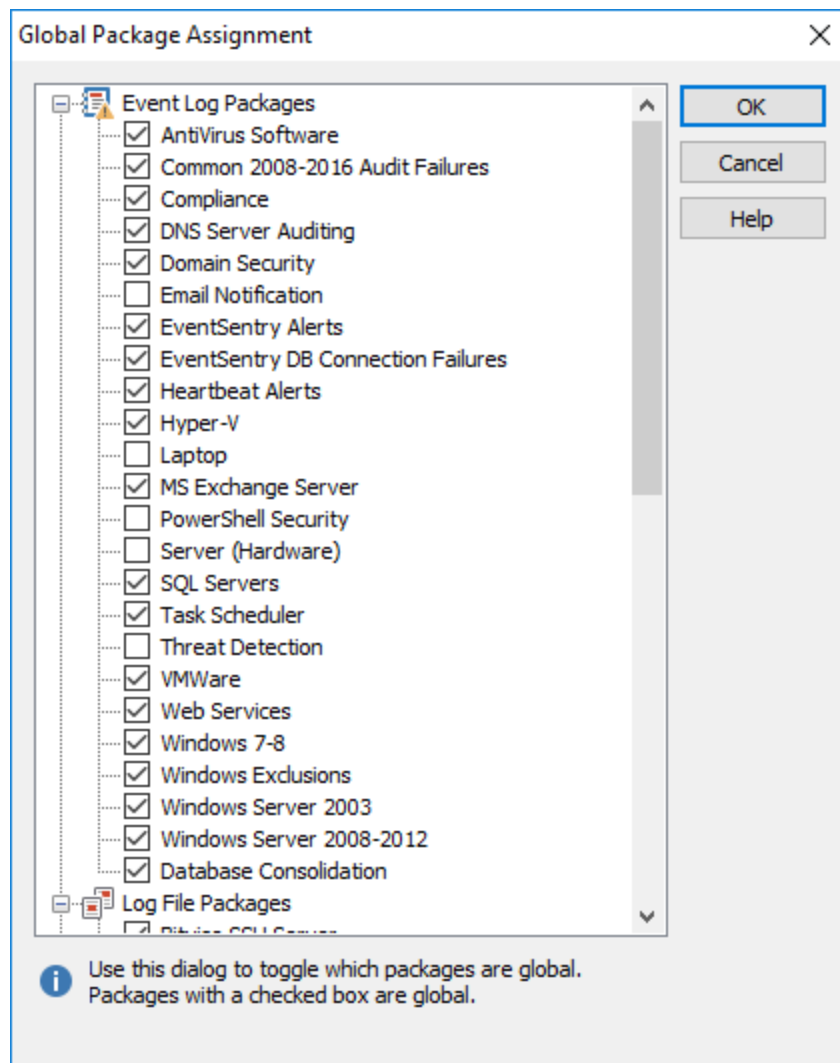 Global Package Assignment
Event Log Packages
AntiVirus Software
Common 2008-2016 Audit Failures
Compliance
DNS Server Auditing
Domain Security
Email Notification
EventSentry Alerts
EventSentry DB Connection Failures
Heartbeat Alerts
Hyper-V
Laptop
MS Exchange Server
PowerShell Security
Server (Hardware)
SQL Servers
Task Scheduler
Threat Detection
VMWare
Web Services
Windows 7-8
Windows Exclusions
Windows Server 2003
Windows Server 2008-2012
Database Consolidation
Log File Packages
Bitvise SSH Server
OK
Cancel
Help
Use this dialog to toggle which packages are global.
Packages with a checked box are global.